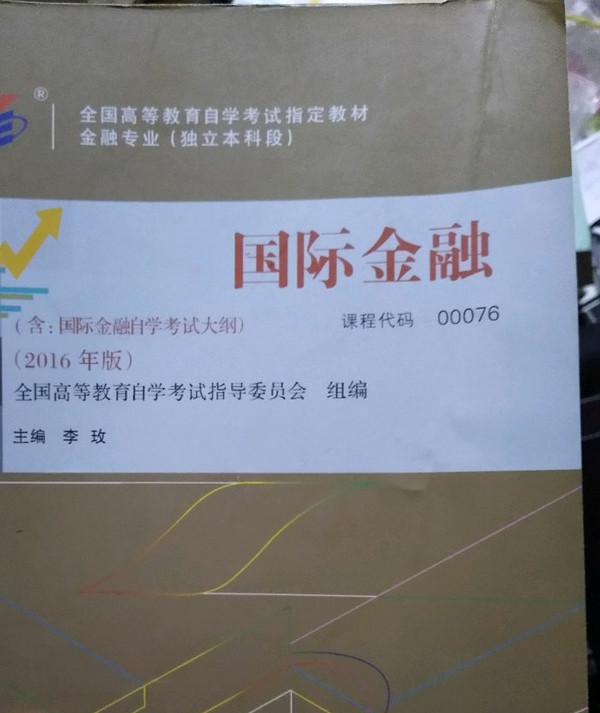 ®
全国高等教育自学考试指定教材
金融专业(独立本科段)
国际金融
(含:国际金融自学考试大纲)
课程代码 00076
(2016 年版)
全国高等教育自学考试指导委员会 组编
主编 李 玫